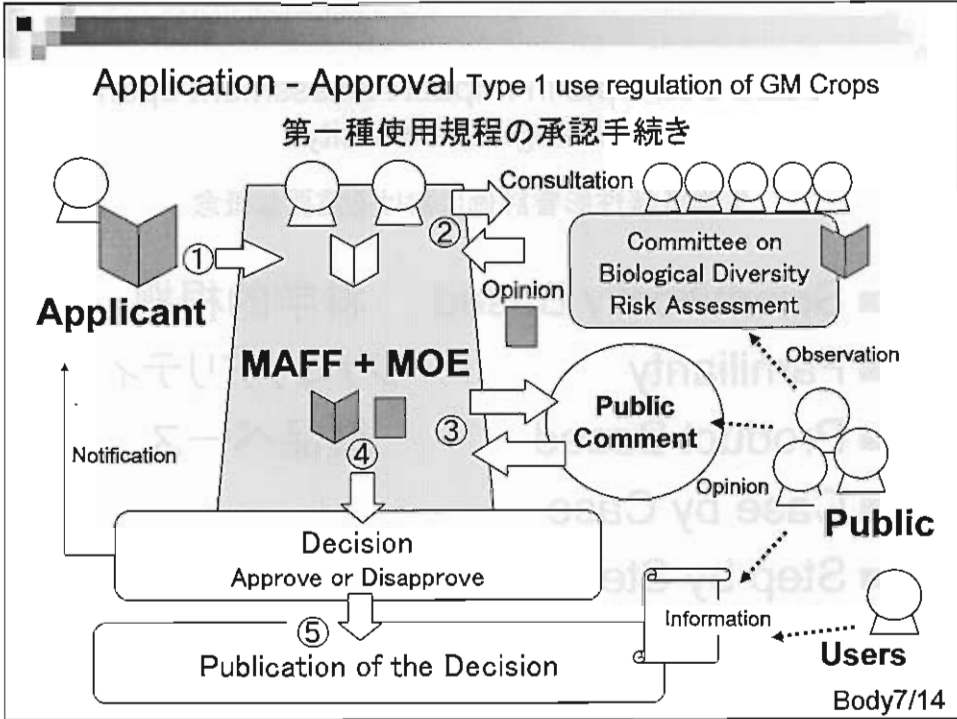 Application - Approval Type 1 use regulation of GM Crops
第一種使用規程の承認手続き
Consultation
②
①
Committee on
Biological Diversity
Risk Assessment
Opinion
Applicant
MAFF + MOE
Observation
Public
Comment
③
④
Notification
Opinion
Public
Decision
Approve or Disapprove
Information
⑤
Publication of the Decision
Users
Body7/14